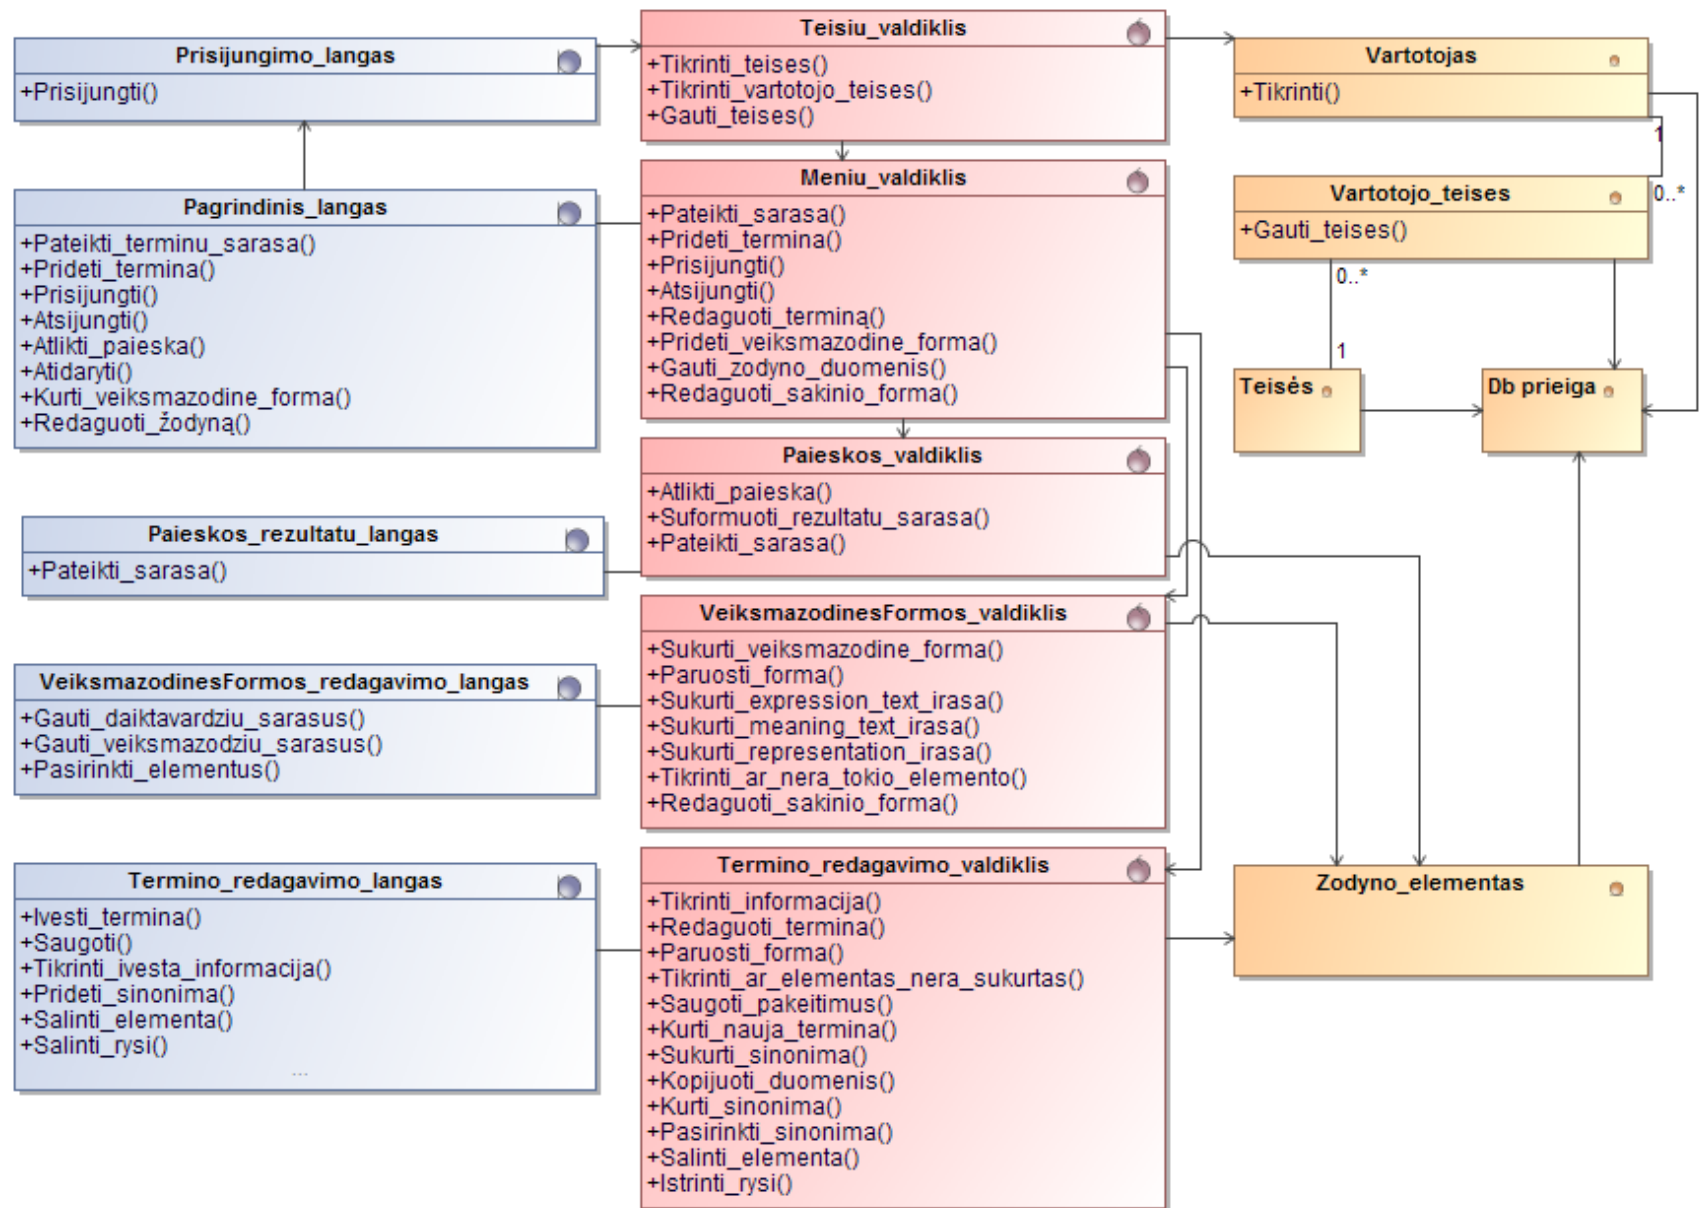 Prisijungimo_langas
+Prisijungti()
Teisiu_valdiklis
+Tikrinti_teises()
+Tikrinti_vartotojo_teises()
+Gauti_teises()
Vartotojas
+Tikrinti()
1
0..*
Pagrindinis_langas
+Pateikti_terminu_sarasa()
+Prideti_termina()
+Prisijungti()
+Atsijungti()
+Atlikti_paieska()
+Atidaryti()
+Kurti_veiksmazodine_forma()
+Redaguoti_žodyną()
Meniu_valdiklis
+Pateikti_sarasa()
+Prideti_termina()
+Prisijungti()
+Atsijungti()
+Redaguoti_terminą()
+Prideti_veiksmazodine_forma()
+Gauti_zodyno_duomenis()
+Redaguoti_sakinio_forma()
Vartotojo_teises
+Gauti_teises()
0..*
1
Teisės
Db prieiga
Paieskos_valdiklis
+Atlikti_paieska()
+Suformuoti_rezultatu_sarasa()
+Pateikti_sarasa()
Paieskos_rezultatu_langas
+Pateikti_sarasa()
VeiksmazodinesFormos_valdiklis
+Sukurti_veiksmazodine_forma()
+Paruosti_forma()
+Sukurti_expression_text_irasa()
+Sukurti_meaning_text_irasa()
+Sukurti_representation_irasa()
+Tikrinti_ar_nera_tokio_elemento()
+Redaguoti_sakinio_forma()
VeiksmazodinesFormos_redagavimo_langas
+Gauti_daiktavardziu_sarasus()
+Gauti_veiksmazodziu_sarasus()
+Pasirinkti_elementus()
Termino_redagavimo_langas
+Ivesti_termina()
+Saugoti()
+Tikrinti_ivesta_informacija()
+Prideti_sinonima()
+Salinti_elementa()
+Salinti_rysi()
...
Termino_redagavimo_valdiklis
+Tikrinti_informacija()
+Redaguoti_termina()
+Paruosti_forma()
+Tikrinti_ar_elementas_nera_sukurtas()
+Saugoti_pakeitimus()
+Kurti_nauja_termina()
+Sukurti_sinonima()
+Kopijuoti_duomenis()
+Kurti_sinonima()
+Pasirinkti_sinonima()
+Salinti_elementa()
+Istrinti_rysi()
Zodyno_elementas